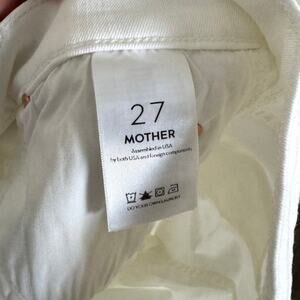 27
MOTHER
Assembled in USA
by both USA and foreign components
DO YOUR OWN LAUNDRY